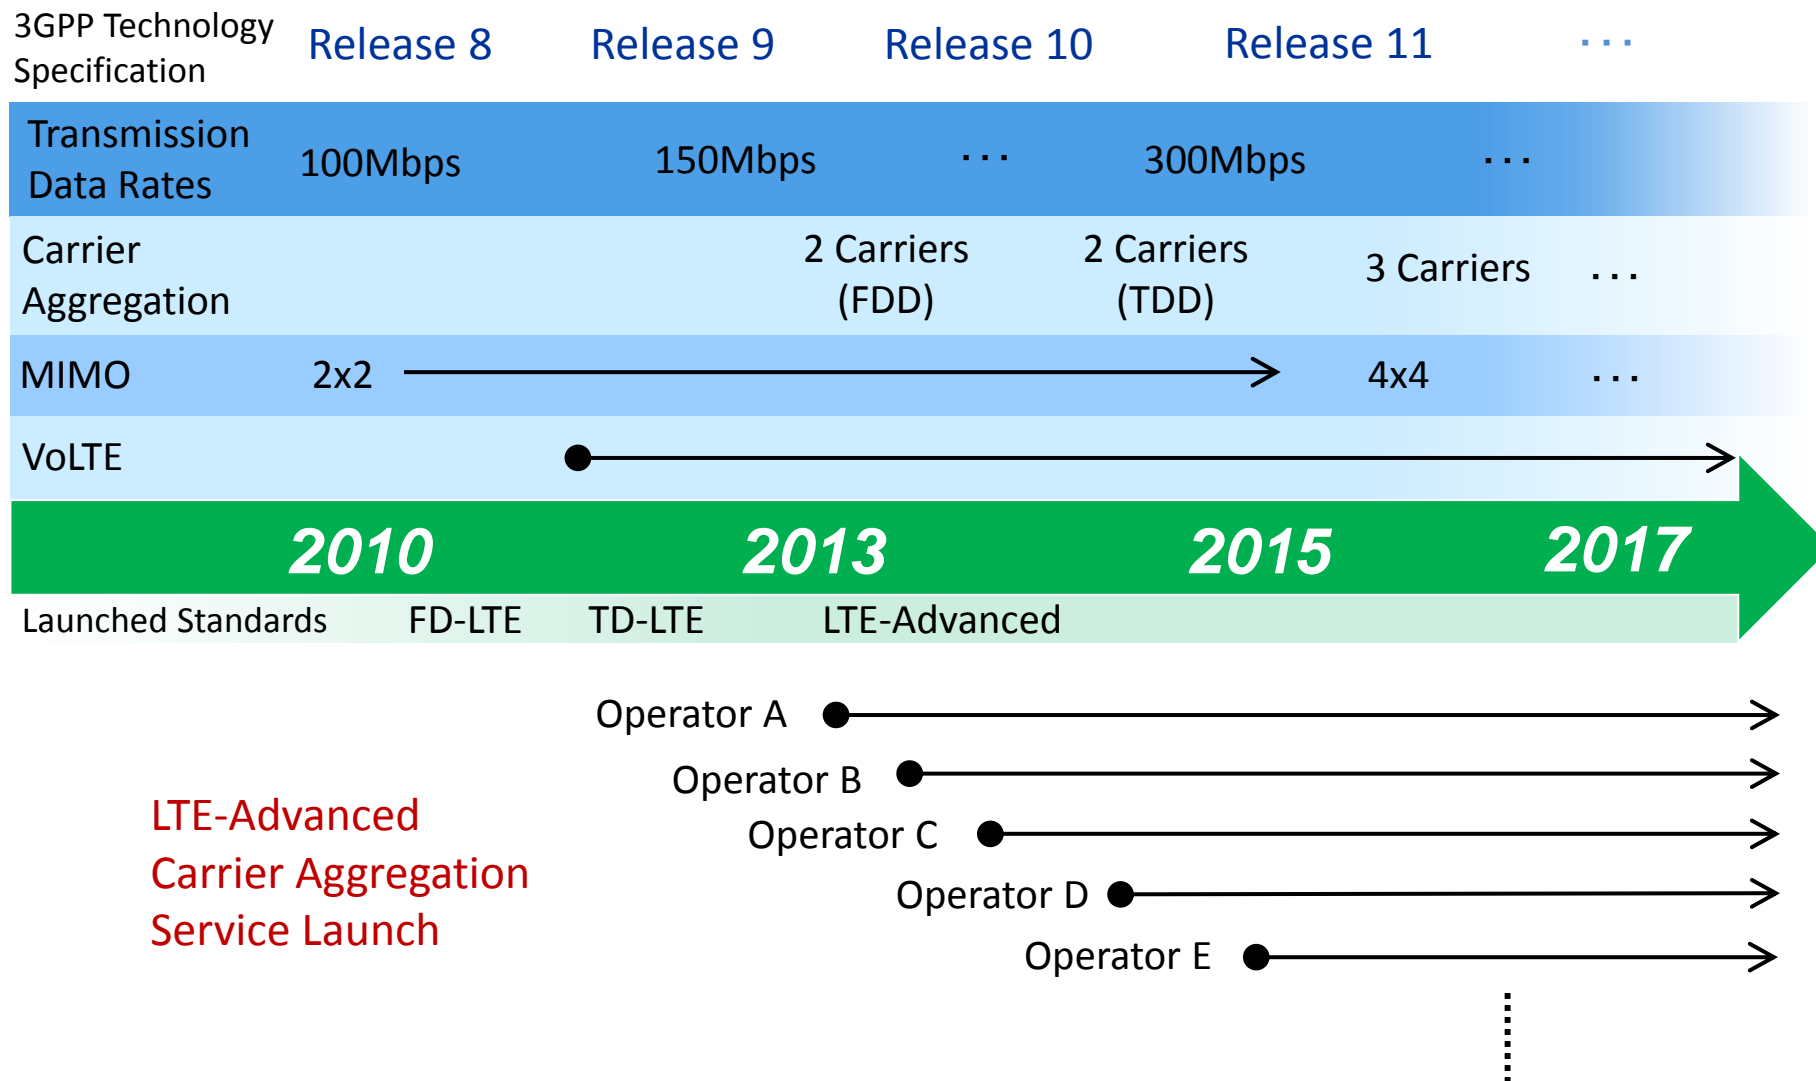 3GPP Technology
Specification
Release 8
Release 9
Release 10
Release 11
...
Transmission
Data Rates
100Mbps
150Mbps
...
300Mbps
...
Carrier
Aggregation
2 Carriers
(FDD)
2 Carriers
(TDD)
3 Carriers
...
MIMO
2x2
4x4
...
VoLTE
2010
2013
2015
2017
Launched Standards
FD-LTE
TD-LTE
LTE-Advanced
Operator A
Operator B
Operator C
Operator D
Operator E
LTE-Advanced
Carrier Aggregation
Service Launch